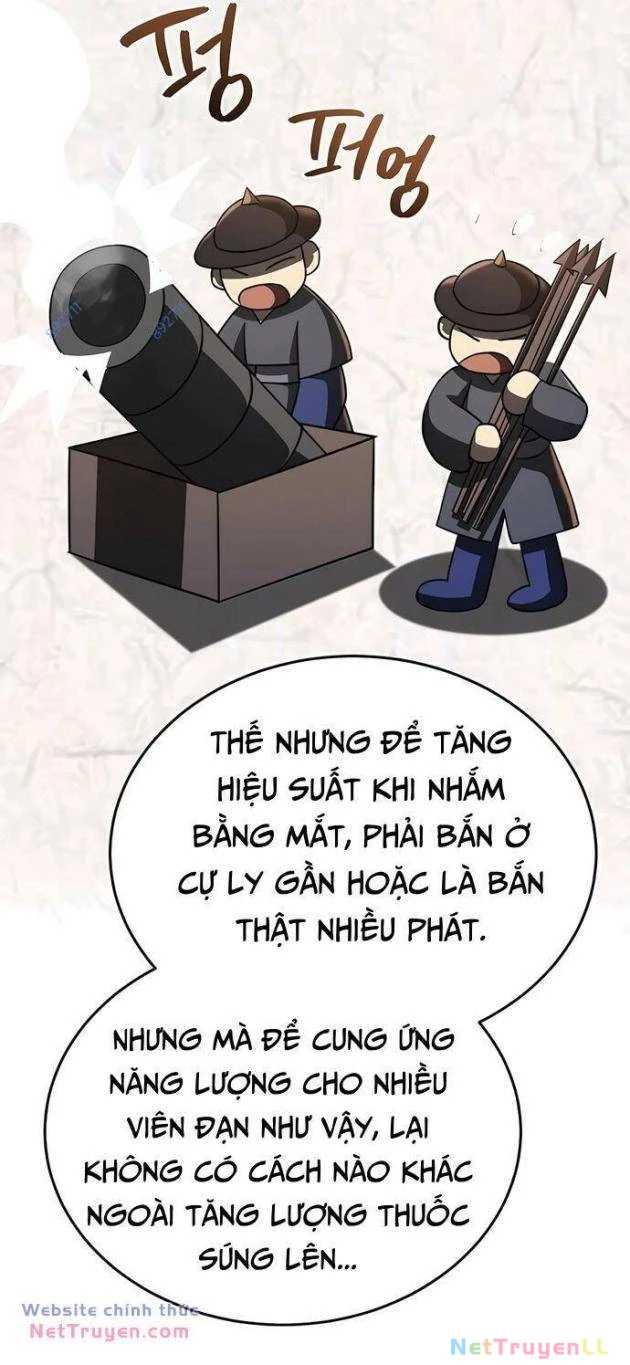 펑
퍼엉
THẾ NHƯNG ĐỂ TĂNG
HIỆU SUẤT KHI NHẮM
BẰNG MẮT, PHẢI BẮN Ở
CỰ LY GẦN HOẶC LÀ BẮN
THẬT NHIỀU PHÁT.
NHƯNG MÀ ĐỂ CUNG ỨNG
NĂNG LƯỢNG CHO NHIỀU
VIÊN ĐẠN NHƯ VẬY, LẠI
KHÔNG CÓ CÁCH NÀO KHÁC
NGOÀI TĂNG LƯỢNG THUỐC
SÚNG LÊN...
Website chính thức
NetTruyen.com
NetTruyenLL